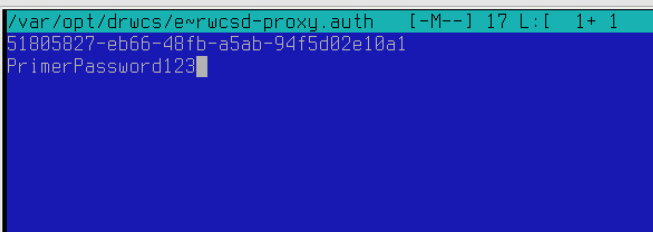 /var/opt/drwcs/e~rwcsd-proxy.auth [-M--] 17 L:[ 1+ 1
51805827-eb66-48fb-a5ab-94f5d02e10a1
PrimerPassword123